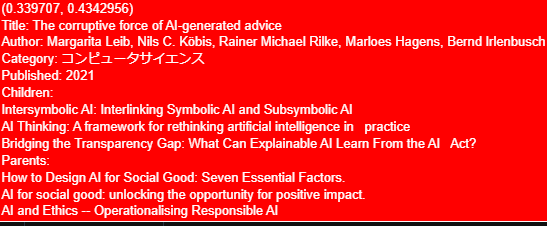 (0.339707, 0.4342956)
Title: The corruptive force of AI-generated advice
Author: Margarita Leib, Nils C. Köbis, Rainer Michael Rilke, Marloes Hagens, Bernd Irlenbusch
Category: コンピュータサイエンス
Published: 2021
Children:
Intersymbolic AI: Interlinking Symbolic AI and Subsymbolic AI
AI Thinking: A framework for rethinking artificial intelligence in   practice
Bridging the Transparency Gap: What Can Explainable AI Learn From the AI   Act?
Parents:
How to Design AI for Social Good: Seven Essential Factors.
AI for social good: unlocking the opportunity for positive impact.
AI and Ethics -- Operationalising Responsible AI